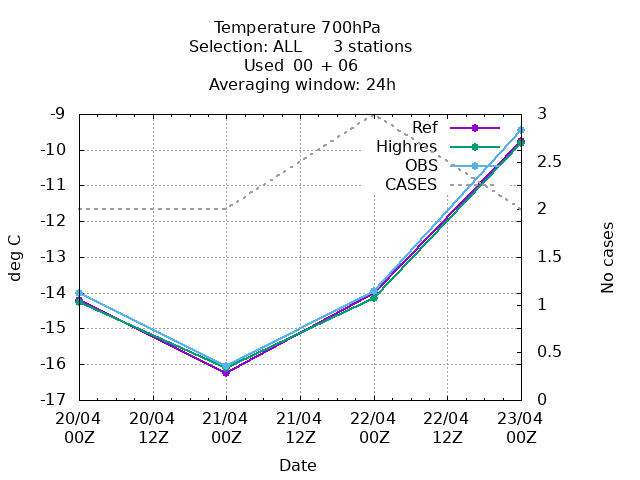 Temperature 700hPa
Selection: ALL 3 stations
Used 00 + 06
Averaging window: 24h
-9
-10
-11
-12
-13
-14
-15
-16
-17
deg C
Ref
Highres
OBS
CASES
3
2.5
2
1.5
1
0.5
0
No cases
20/04 20/04 21/04 21/04 22/04 22/04 23/04
00Z 12Z 00Z 12Z 00Z 12Z 00Z
Date